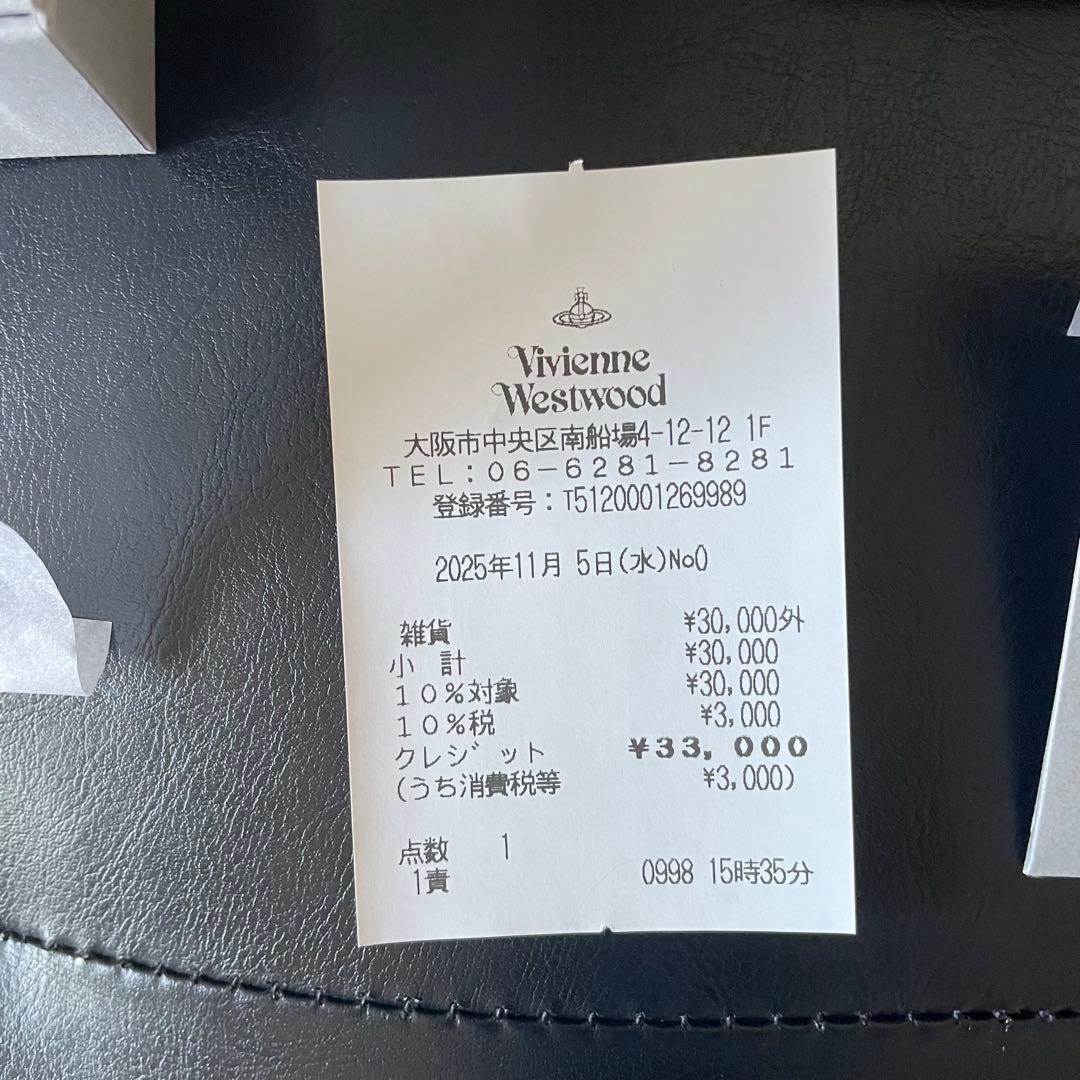 Vivienne
Westwood
大阪市中央区南船場4-12-12 1F
TEL:06-6281-8281
登録番号:T5120001269989
2025年11月 5日(水)No0
雑貨 ¥30,000外
小 計 ¥30,000
10%対象 ¥30,000
10%税 ¥3,000
クレジット ¥33,000
(うち消費税等 ¥3,000)
点数 1
1責 0998 15時35分